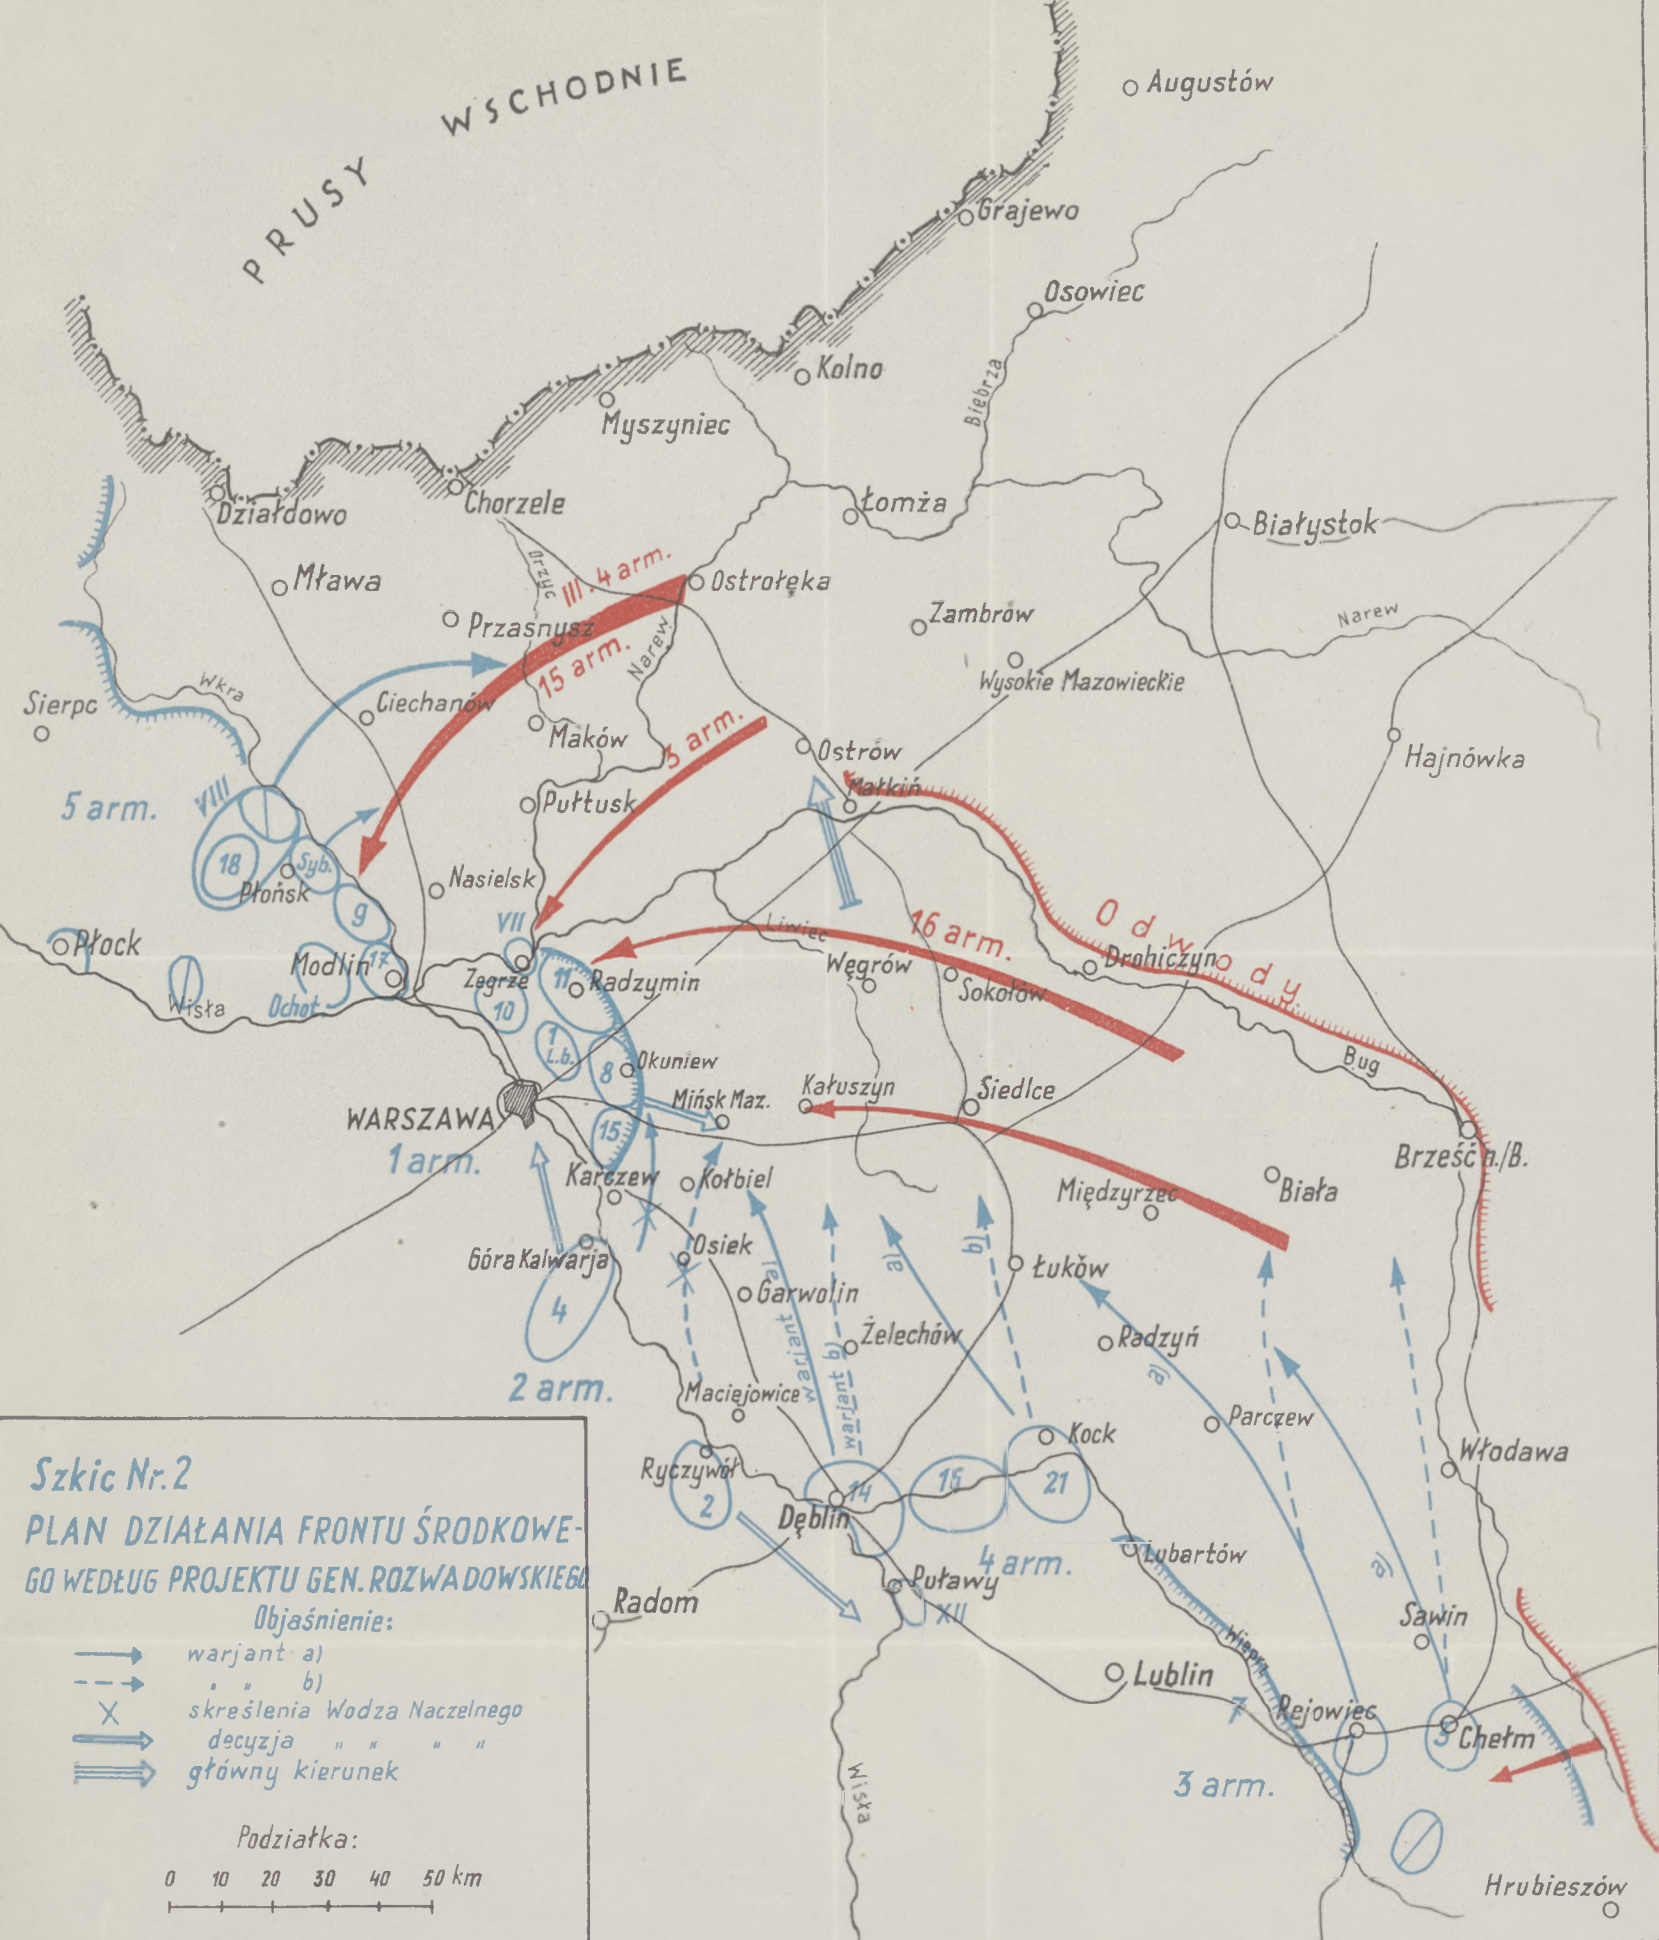 PRUSY WSCHODNIE
Augustów
Grajewo
Osowiec
Kolno
Biebrza
Myszyniec
Chorzele
Działdowo
Łomża
Białystok
Orzyc
III. 4 arm.
Mława
Ostrołęka
Przasnysz
Zambrów
Narew
15 arm.
Narew
Wysokie Mazowieckie
Wkra
Sierpc
Ciechanów
Maków
3 arm.
Ostrów
Hajnówka
Małkiń
5 arm.
VIII
Pułtusk
18
Syb.
Płońsk
Nasielsk
9
VII
Liwiec
16 arm.
Odwody.
Płock
Modlin
17
Zegrze
11
Radzymin
Węgrów
Sokołów
Drohiczyn
Wisła
Ochot.
10
1
L.b.
8
Okuniew
Bug
WARSZAWA
Mińsk Maz.
Kałuszyn
Siedlce
15
1 arm.
Brześć n./B.
Karczew
Kołbiel
Międzyrzec
Biała
Góra Kalwarja
Osiek
a)
b)
Łuków
4
Garwolin
warjant a)
warjant b)
Żelechów
Radzyń
a)
2 arm.
Maciejowice
Parczew
Kock
Włodawa
Ryczywół
2
14
15
21
Dęblin
4 arm.
Lubartów
a)
Puławy
XII
Radom
Sawin
Wieprz
Lublin
7
Rejowiec
3
Chełm
3 arm.
Wisła
Hrubieszów
Szkic Nr. 2
PLAN DZIAŁANIA FRONTU ŚRODKOWE-
GO WEDŁUG PROJEKTU GEN. ROZWADOWSKIEGO
Objaśnienie:
warjant a)
" " b)
skreślenia Wodza Naczelnego
decyzja " " " "
główny kierunek
Podziałka:
0 10 20 30 40 50 km